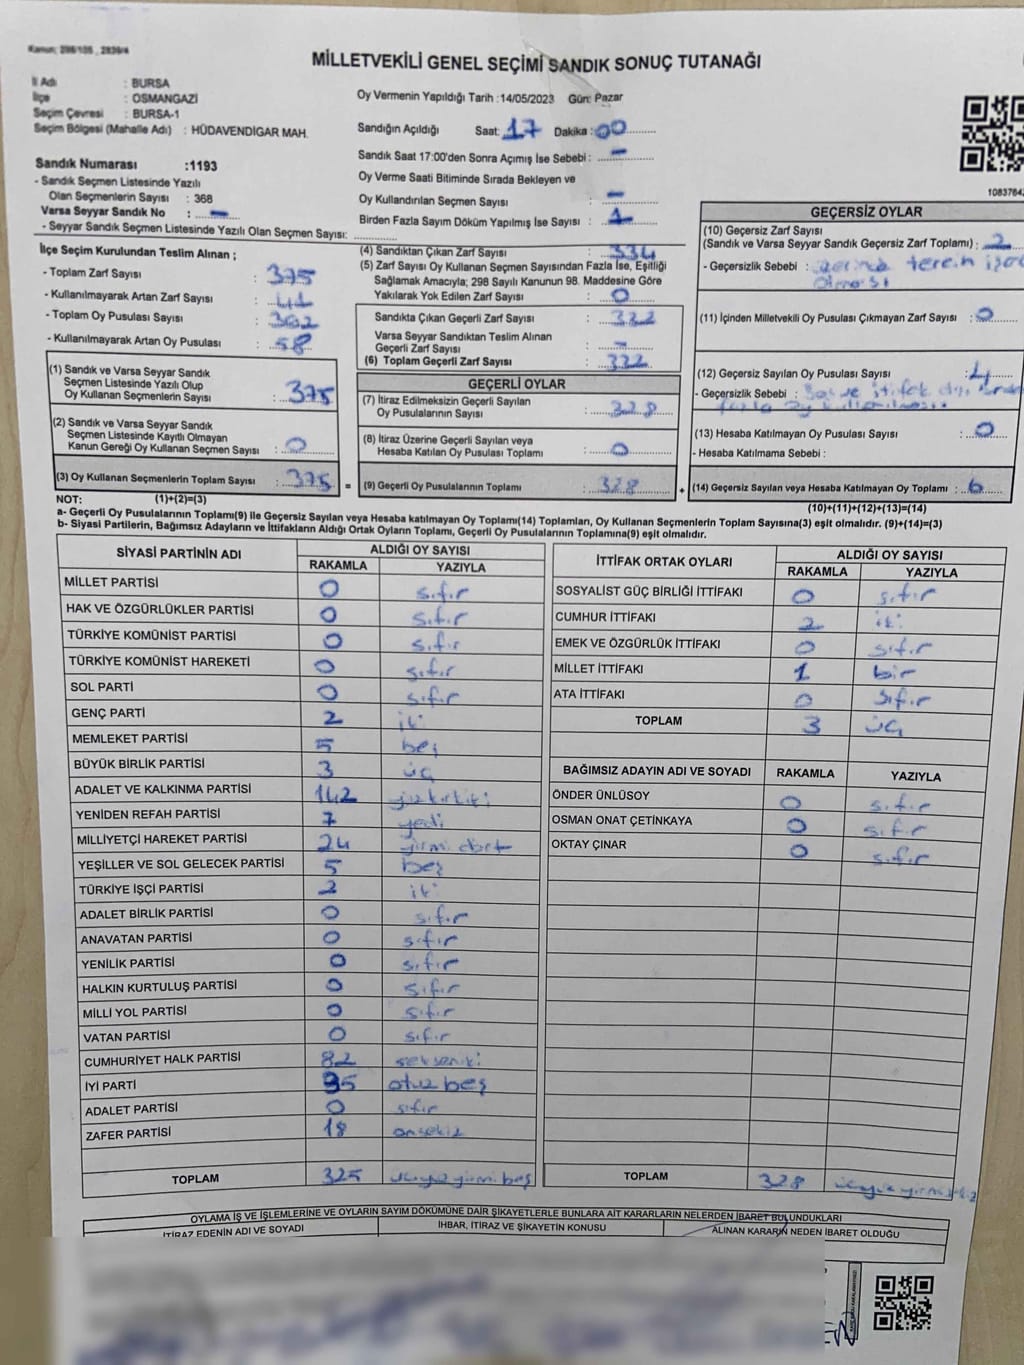 Kanun: 298/105 , 2839/4
MİLLETVEKİLİ GENEL SEÇİMİ SANDIK SONUÇ TUTANAĞI
İl Adı : BURSA
İlçe : OSMANGAZİ
Seçim Çevresi : BURSA-1
Seçim Bölgesi (Mahalle Adı) : HÜDAVENDİGAR MAH.
Sandık Numarası :1193
- Sandık Seçmen Listesinde Yazılı
Olan Seçmenlerin Sayısı : 368
Varsa Seyyar Sandık No : -
- Seyyar Sandık Seçmen Listesinde Yazılı Olan Seçmen Sayısı:
Oy Vermenin Yapıldığı Tarih :14/05/2023 Gün: Pazar
Sandığın Açıldığı Saat: 17 Dakika : 00
Sandık Saat 17:00'den Sonra Açımış İse Sebebi : -
Oy Verme Saati Bitiminde Sırada Bekleyen ve
Oy Kullandırılan Seçmen Sayısı : -
Birden Fazla Sayım Döküm Yapılmış İse Sayısı : 1
İlçe Seçim Kurulundan Teslim Alınan ;
- Toplam Zarf Sayısı : 375
- Kullanılmayarak Artan Zarf Sayısı : 41
- Toplam Oy Pusulası Sayısı :
- Kullanılmayarak Artan Oy Pusulası : 58
(1) Sandık ve Varsa Seyyar Sandık
Seçmen Listesinde Yazılı Olup
Oy Kullanan Seçmenlerin Sayısı : 375
(2) Sandık ve Varsa Seyyar Sandık
Seçmen Listesinde Kayıtlı Olmayan
Kanun Gereği Oy Kullanan Seçmen Sayısı : 0
(3) Oy Kullanan Seçmenlerin Toplam Sayısı : 375
(4) Sandıktan Çıkan Zarf Sayısı : 334
(5) Zarf Sayısı Oy Kullanan Seçmen Sayısından Fazla İse, Eşitliği
Sağlamak Amacıyla; 298 Sayılı Kanunun 98. Maddesine Göre
Yakılarak Yok Edilen Zarf Sayısı : 0
Sandıkta Çıkan Geçerli Zarf Sayısı : 332
Varsa Seyyar Sandıktan Teslim Alınan
Geçerli Zarf Sayısı : -
(6) Toplam Geçerli Zarf Sayısı : 332
GEÇERLİ OYLAR
(7) İtiraz Edilmeksizin Geçerli Sayılan
Oy Pusulalarının Sayısı : 328
(8) İtiraz Üzerine Geçerli Sayılan veya
Hesaba Katılan Oy Pusulası Toplamı : 0
= (9) Geçerli Oy Pusulalarının Toplamı : 328
GEÇERSİZ OYLAR
(10) Geçersiz Zarf Sayısı
(Sandık ve Varsa Seyyar Sandık Geçersiz Zarf Toplamı) : 2
- Geçersizlik Sebebi : üzerinde
olması
(11) İçinden Milletvekili Oy Pusulası Çıkmayan Zarf Sayısı : 0
(12) Geçersiz Sayılan Oy Pusulası Sayısı : 4
- Geçersizlik Sebebi :
fazla oy
(13) Hesaba Katılmayan Oy Pusulası Sayısı : 0
- Hesaba Katılmama Sebebi :
+ (14) Geçersiz Sayılan veya Hesaba Katılmayan Oy Toplamı : 6
NOT: (1)+(2)=(3)
(10)+(11)+(12)+(13)=(14)
a- Geçerli Oy Pusulalarının Toplamı(9) ile Geçersiz Sayılan veya Hesaba katılmayan Oy Toplamı(14) Toplamları, Oy Kullanan Seçmenlerin Toplam Sayısına(3) eşit olmalıdır. (9)+(14)=(3)
b- Siyasi Partilerin, Bağımsız Adayların ve İttifakların Aldığı Ortak Oyların Toplamı, Geçerli Oy Pusulalarının Toplamına(9) eşit olmalıdır.
SİYASİ PARTİNİN ADI ALDIĞI OY SAYISI
RAKAMLA YAZIYLA
MİLLET PARTİSİ 0 sıfır
HAK VE ÖZGÜRLÜKLER PARTİSİ 0 sıfır
TÜRKİYE KOMÜNİST PARTİSİ 0 sıfır
TÜRKİYE KOMÜNİST HAREKETİ 0 sıfır
SOL PARTİ 0 sıfır
GENÇ PARTİ 2 iki
MEMLEKET PARTİSİ 5 beş
BÜYÜK BİRLİK PARTİSİ 3 üç
ADALET VE KALKINMA PARTİSİ 142 yüzkırkiki
YENİDEN REFAH PARTİSİ 7 yedi
MİLLİYETÇİ HAREKET PARTİSİ 24 yirmi dört
YEŞİLLER VE SOL GELECEK PARTİSİ 5 beş
TÜRKİYE İŞÇİ PARTİSİ 2 iki
ADALET BİRLİK PARTİSİ 0 sıfır
ANAVATAN PARTİSİ 0 sıfır
YENİLİK PARTİSİ 0 sıfır
HALKIN KURTULUŞ PARTİSİ 0 sıfır
MİLLİ YOL PARTİSİ 0 sıfır
VATAN PARTİSİ 0 sıfır
CUMHURİYET HALK PARTİSİ 82 sekseniki
İYİ PARTİ 35 otuz beş
ADALET PARTİSİ 0 sıfır
ZAFER PARTİSİ 18 onsekiz
TOPLAM 325 üçyüzyirmi beş
İTTİFAK ORTAK OYLARI ALDIĞI OY SAYISI
RAKAMLA YAZIYLA
SOSYALİST GÜÇ BİRLİĞİ İTTİFAKI 0 sıfır
CUMHUR İTTİFAKI 2 iki
EMEK VE ÖZGÜRLÜK İTTİFAKI 0 sıfır
MİLLET İTTİFAKI 1 bir
ATA İTTİFAKI 0 sıfır
TOPLAM 3 üç
BAĞIMSIZ ADAYIN ADI VE SOYADI RAKAMLA YAZIYLA
ÖNDER ÜNLÜSOY 0 sıfır
OSMAN ONAT ÇETİNKAYA 0 sıfır
OKTAY ÇINAR 0 sıfır
TOPLAM 328 üçyüzyirmisekiz
OYLAMA İŞ VE İŞLEMLERİNE VE OYLARIN SAYIM DÖKÜMÜNE DAİR ŞİKAYETLERLE BUNLARA AİT KARARLARIN NELERDEN İBARET BULUNDUKLARI
İTİRAZ EDENİN ADI VE SOYADI İHBAR, İTİRAZ VE ŞİKAYETİN KONUSU ALINAN KARARIN NEDEN İBARET OLDUĞU